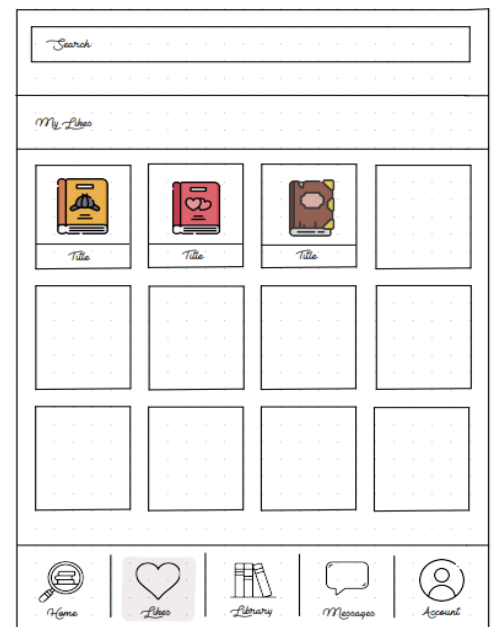 Search
My Likes
Title
Title
Title
Home
Likes
Library
Messages
Account